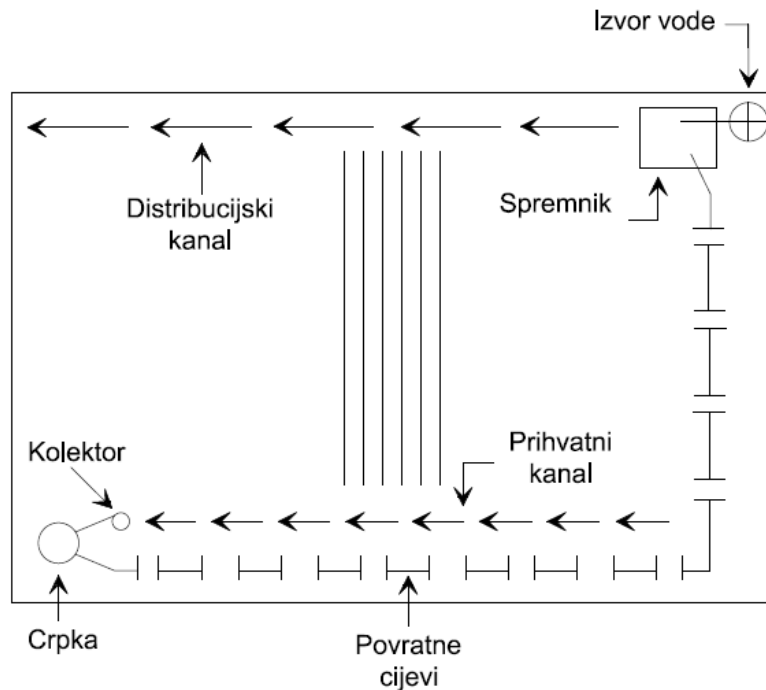 Izvor vode
Distribucijski
kanal
Spremnik
Kolektor
Prihvatni
kanal
Crpka
Povratne
cijevi